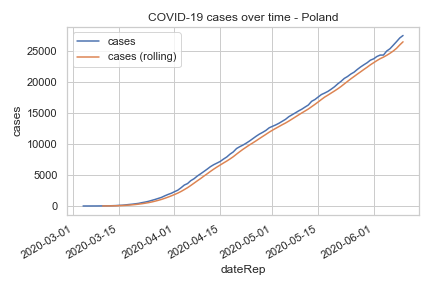 COVID-19 cases over time - Poland
cases
cases (rolling)
25000
20000
15000
10000
5000
0
cases
2020-03-01
2020-03-15
2020-04-01
2020-04-15
2020-05-01
2020-05-15
2020-06-01
dateRep